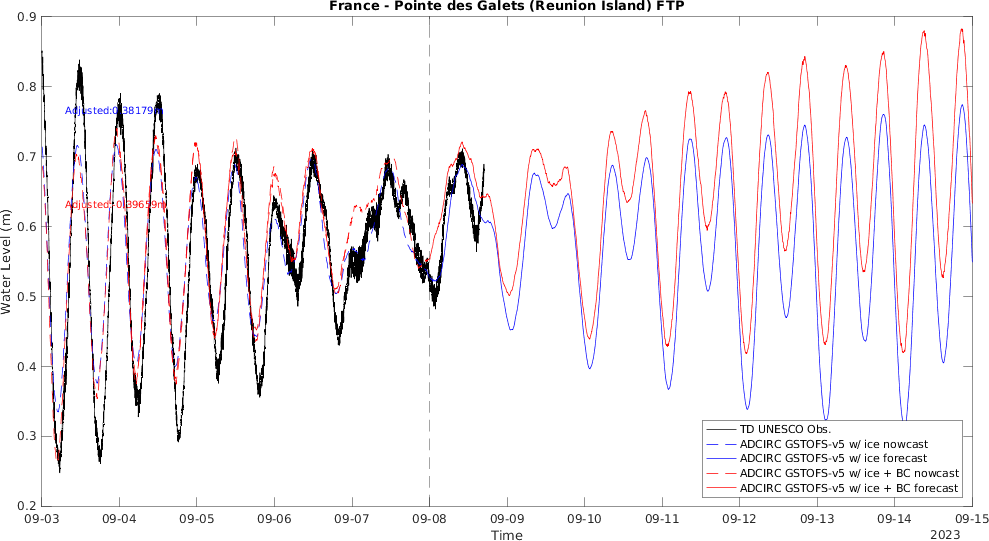 France - Pointe des Galets (Reunion Island) FTP
Water Level (m)
0.9
0.8
0.7
0.6
0.5
0.4
0.3
0.2
Adjusted:0.38179m
Adjusted:-0.39659m
TD UNESCO Obs.
ADCIRC GSTOFS-v5 w/ ice nowcast
ADCIRC GSTOFS-v5 w/ ice forecast
ADCIRC GSTOFS-v5 w/ ice + BC nowcast
ADCIRC GSTOFS-v5 w/ ice + BC forecast
09-03 09-04 09-05 09-06 09-07 09-08 09-09 09-10 09-11 09-12 09-13 09-14 09-15
Time
2023